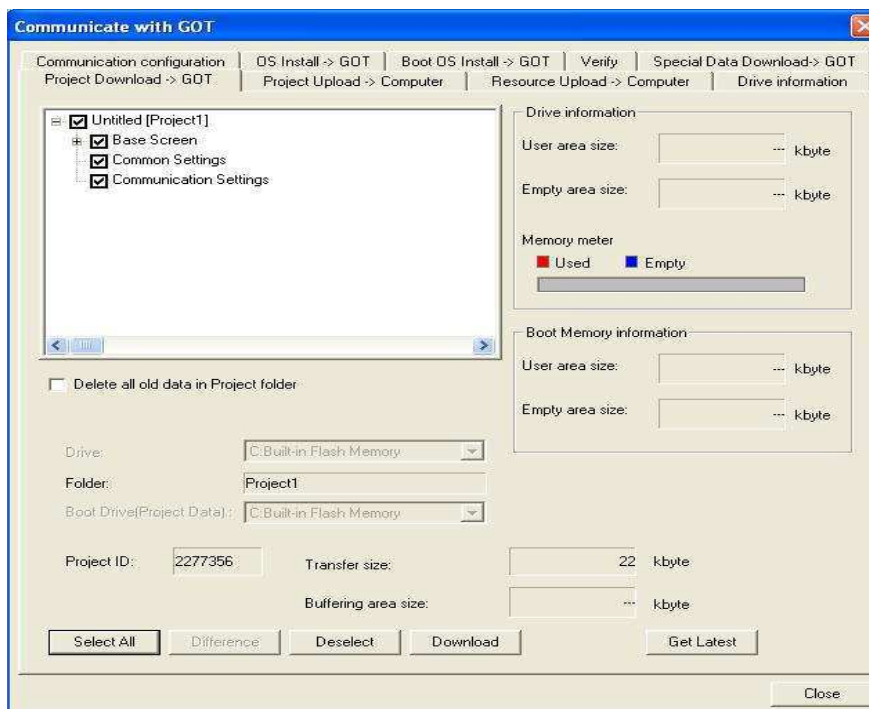 Communicate with GOT
Communication configuration | OS Install -> GOT | Boot OS Install -> GOT | Verify | Special Data Download-> GOT
Project Download -> GOT | Project Upload -> Computer | Resource Upload -> Computer | Drive information
Untitled [Project1]
Base Screen
Common Settings
Communication Settings
Delete all old data in Project folder
Drive: C:Built-in Flash Memory
Folder: Project1
Boot Drive(Project Data).: C:Built-in Flash Memory
Drive information
User area size: --- kbyte
Empty area size: --- kbyte
Memory meter
Used Empty
Boot Memory information
User area size: --- kbyte
Empty area size: --- kbyte
Project ID: 2277356 Transfer size: 22 kbyte
Buffering area size: --- kbyte
Select All Difference Deselect Download Get Latest
Close